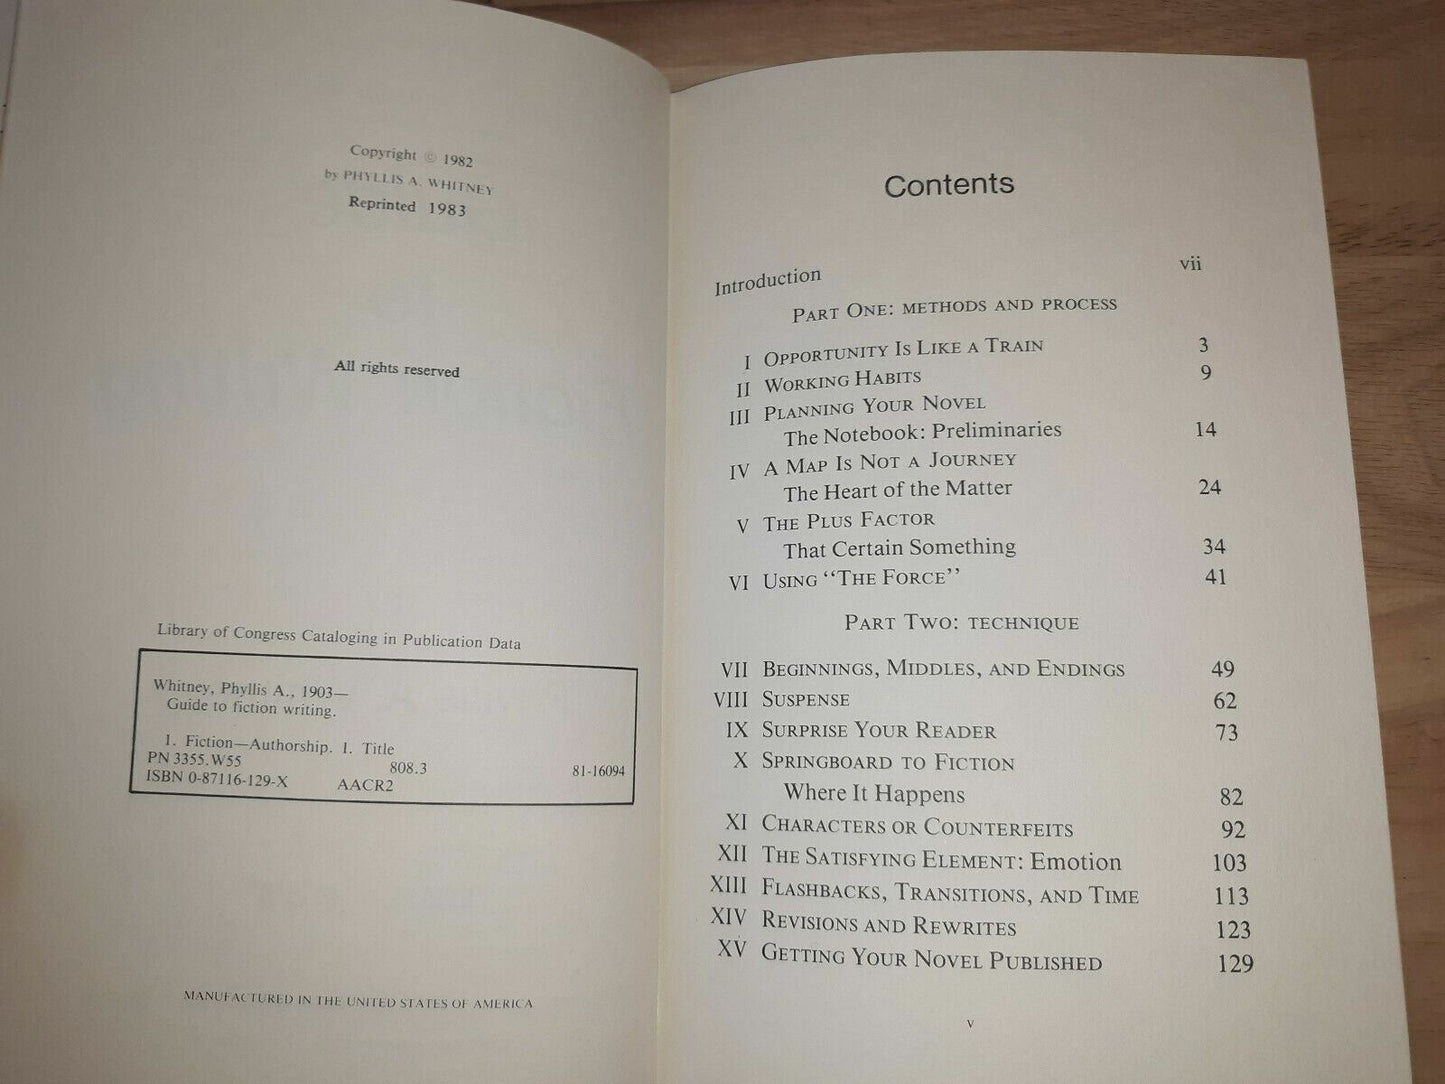 Copyright © 1982
by PHYLLIS A. WHITNEY
Reprinted 1983
All rights reserved
Library of Congress Cataloging in Publication Data
Whitney, Phyllis A., 1903—
Guide to fiction writing.
1. Fiction—Authorship. I. Title
PN 3355.W55 808.3 81-16094
ISBN 0-87116-129-X AACR2
MANUFACTURED IN THE UNITED STATES OF AMERICA
Contents
Introduction vii
PART ONE: METHODS AND PROCESS
I OPPORTUNITY IS LIKE A TRAIN 3
II WORKING HABITS 9
III PLANNING YOUR NOVEL
The Notebook: Preliminaries 14
IV A MAP IS NOT A JOURNEY
The Heart of the Matter 24
V THE PLUS FACTOR
That Certain Something 34
VI USING “THE FORCE” 41
PART TWO: TECHNIQUE
VII BEGINNINGS, MIDDLES, AND ENDINGS 49
VIII SUSPENSE 62
IX SURPRISE YOUR READER 73
X SPRINGBOARD TO FICTION
Where It Happens 82
XI CHARACTERS OR COUNTERFEITS 92
XII THE SATISFYING ELEMENT: Emotion 103
XIII FLASHBACKS, TRANSITIONS, AND TIME 113
XIV REVISIONS AND REWRITES 123
XV GETTING YOUR NOVEL PUBLISHED 129
v